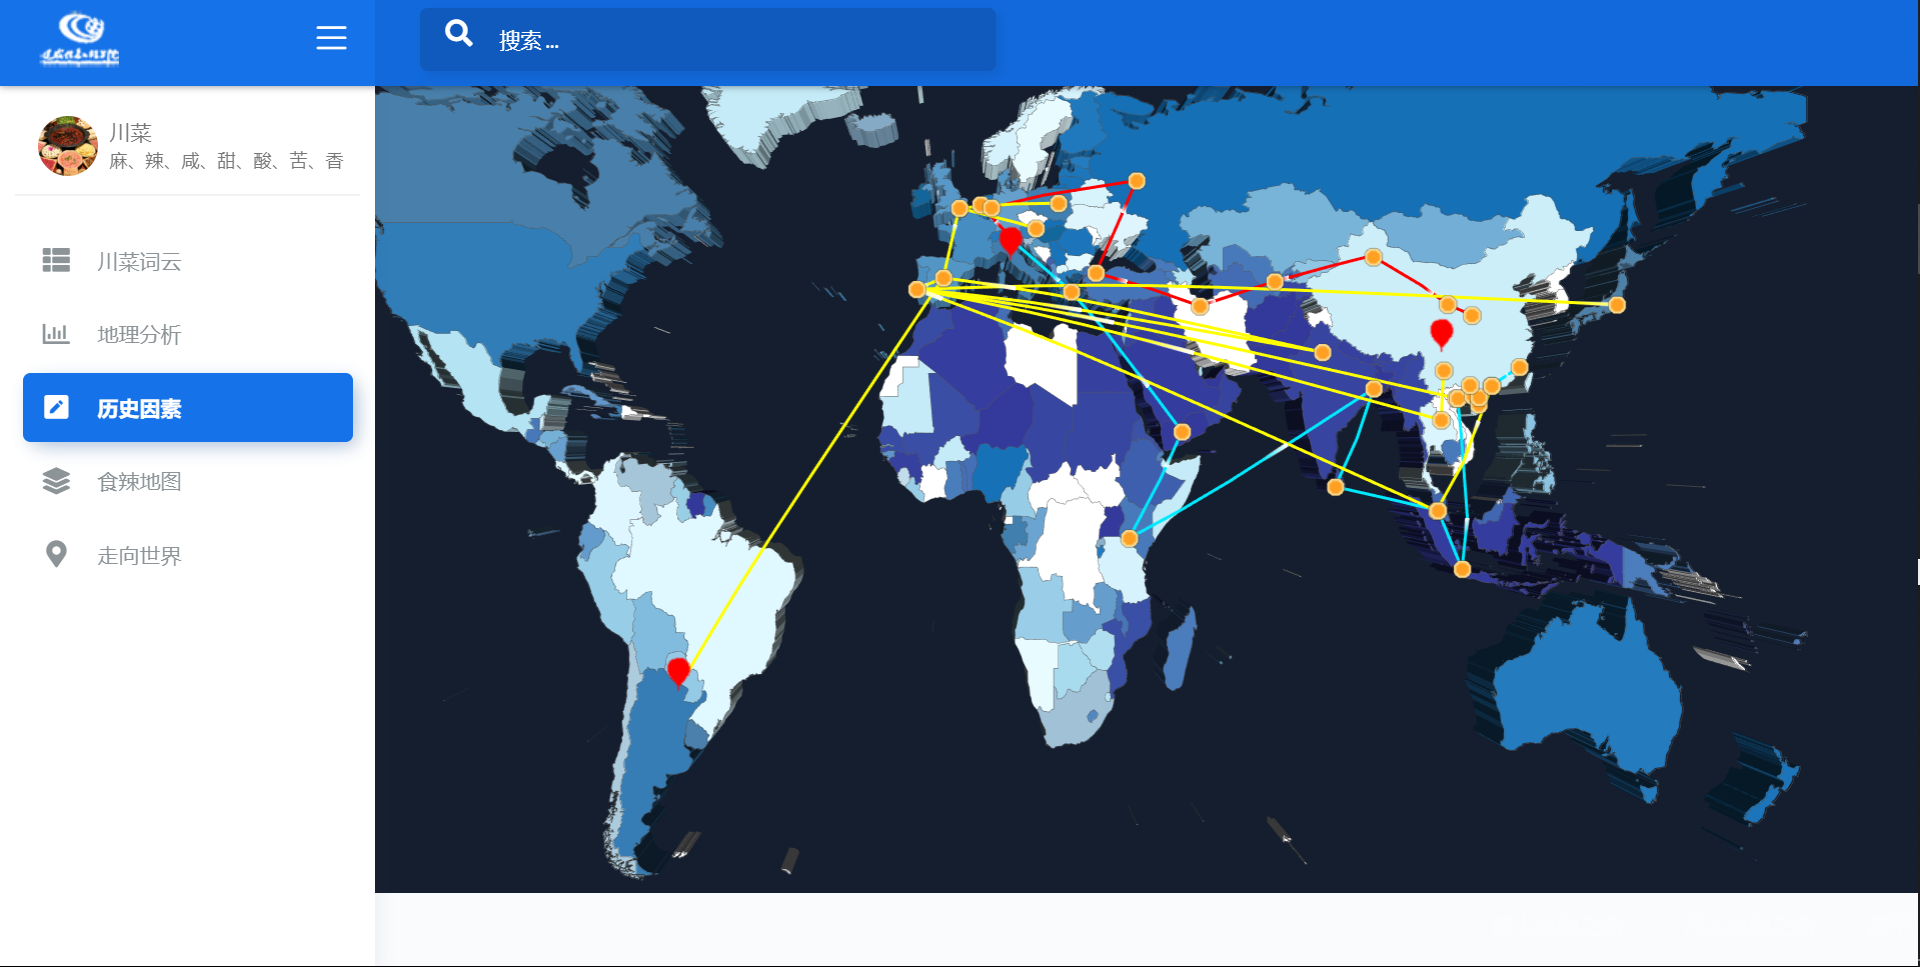 搜索...
川菜
麻、辣、咸、甜、酸、苦、香
川菜词云
地理分析
历史因素
食辣地图
走向世界